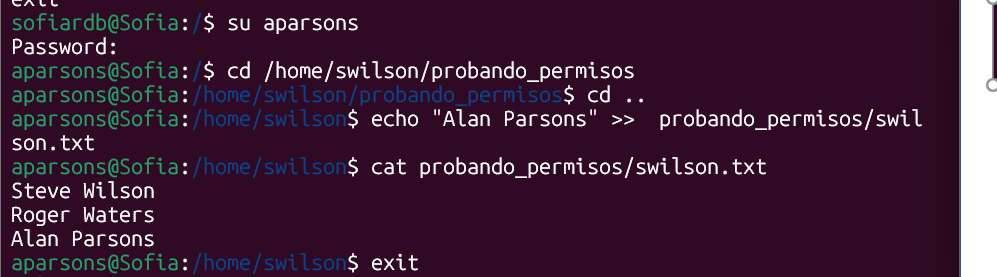 exit
sofiardb@Sofia:/$ su aparsons
Password:
aparsons@Sofia:/$ cd /home/swilson/probando_permisos
aparsons@Sofia:/home/swilson/probando_permisos$ cd ..
aparsons@Sofia:/home/swilson$ echo "Alan Parsons" >>  probando_permisos/swil
son.txt
aparsons@Sofia:/home/swilson$ cat probando_permisos/swilson.txt
Steve Wilson
Roger Waters
Alan Parsons
aparsons@Sofia:/home/swilson$ exit